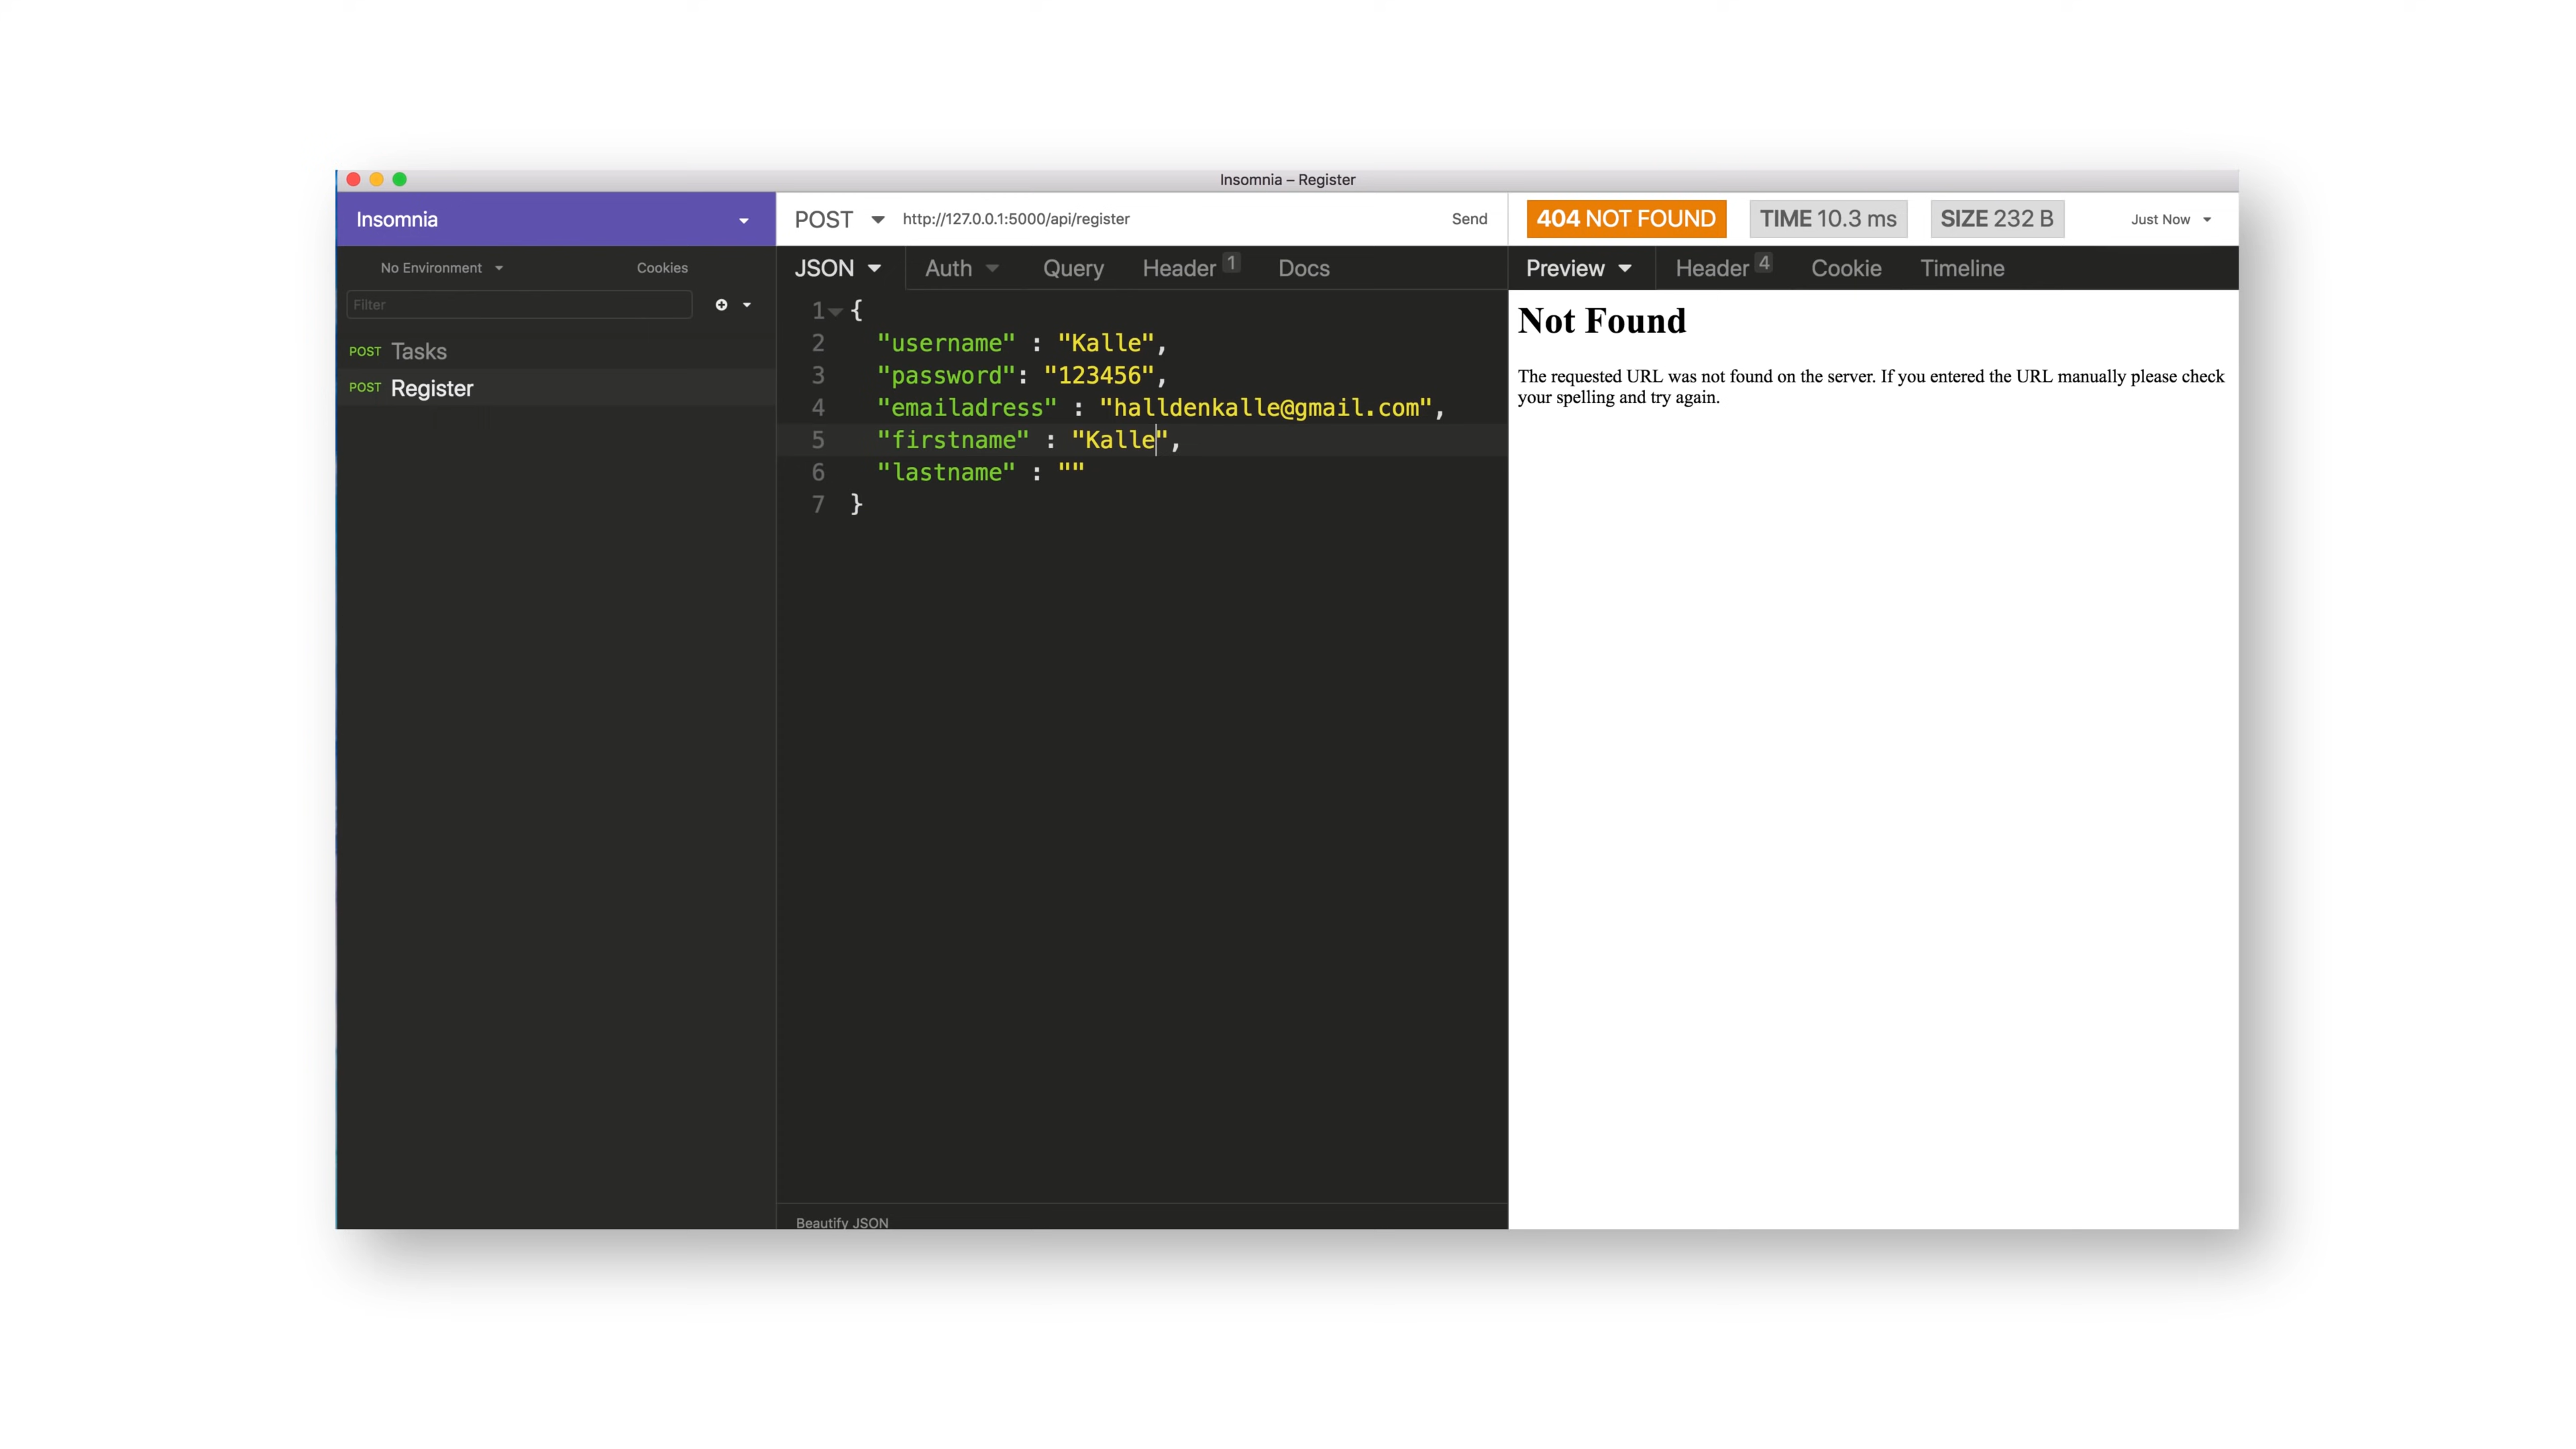 Insomnia – Register
Insomnia
POST http://127.0.0.1:5000/api/register Send
404 NOT FOUND TIME 10.3 ms SIZE 232 B Just Now
No Environment Cookies
Filter
POST Tasks
POST Register
JSON Auth Query Header 1 Docs
1 {
2 "username" : "Kalle",
3 "password": "123456",
4 "emailadress" : "halldenkalle@gmail.com",
5 "firstname" : "Kalle",
6 "lastname" : ""
7 }
Beautify JSON
Preview Header 4 Cookie Timeline
Not Found
The requested URL was not found on the server. If you entered the URL manually please check
your spelling and try again.